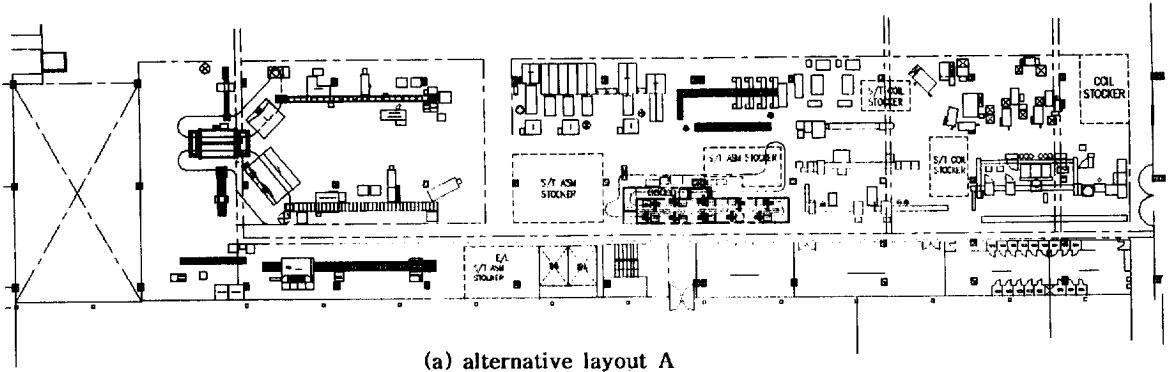 COIL
STOCKER
S/T COIL
STOCKER
S/T ASM STOCKER
S/T COIL
STOCKER
S/T ASM
STOCKER
E/L
S/T ASM
STOCKER
(a) alternative layout A